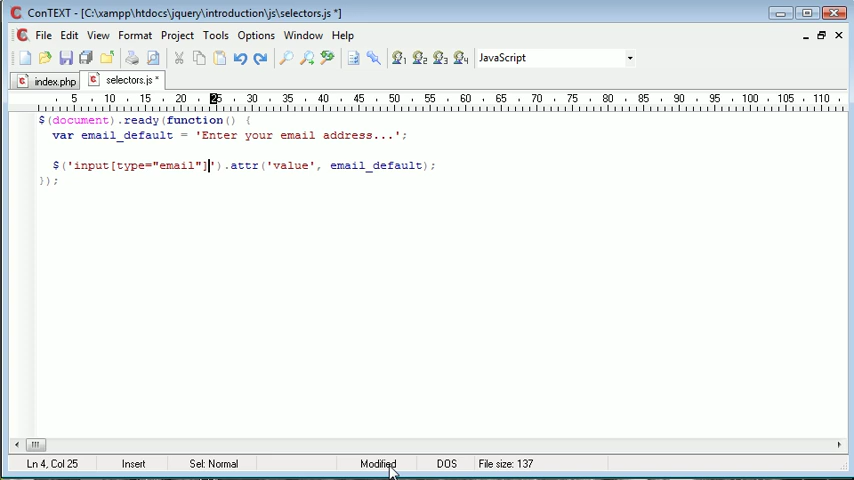 ConTEXT - [C:\xampp\htdocs\jquery\introduction\js\selectors.js *]
File Edit View Format Project Tools Options Window Help
JavaScript
index.php selectors.js *
5 10 15 20 25 30 35 40 45 50 55 60 65 70 75 80 85 90 95 100 105 110
$(document).ready(function() {
var email_default = 'Enter your email address...';
$('input[type="email"]').attr('value', email_default);
});
Ln 4, Col 25 Insert Sel: Normal Modified DOS File size: 137